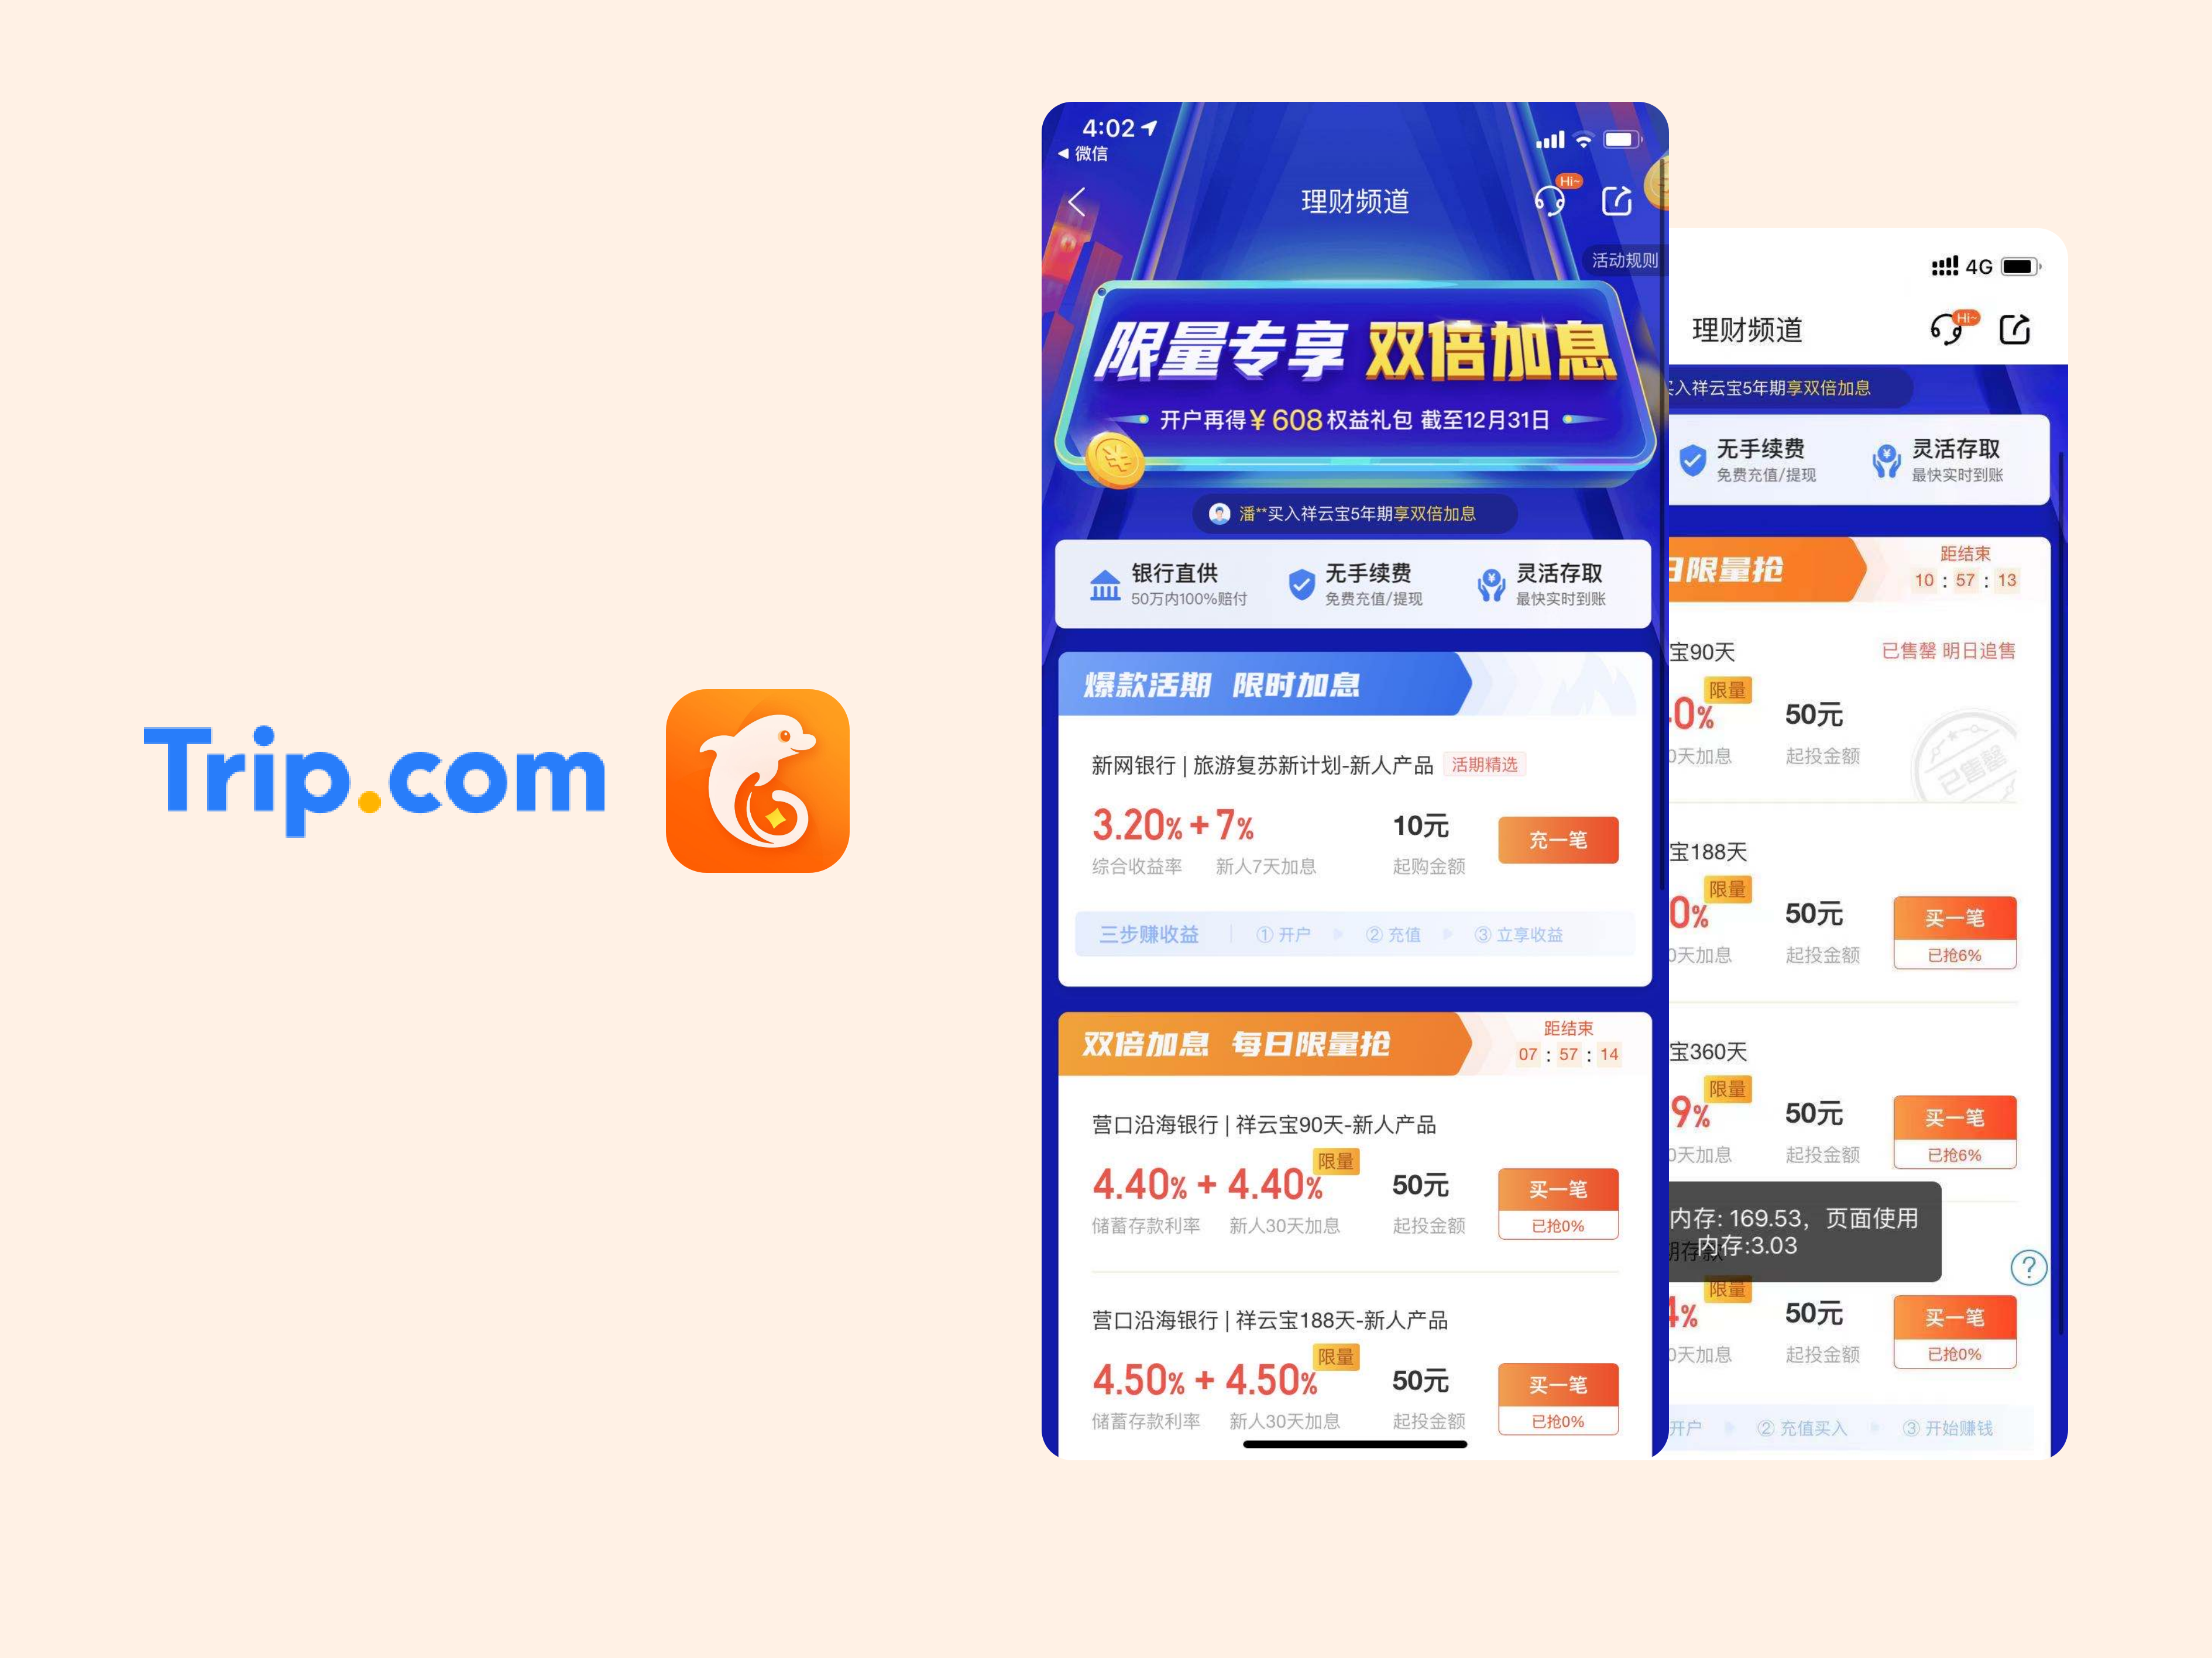 Trip.com
4:02
微信
理财频道
Hi~
活动规则
限量专享 双倍加息
开户再得¥608权益礼包 截至12月31日
潘**买入祥云宝5年期享双倍加息
银行直供
50万内100%赔付
无手续费
免费充值/提现
灵活存取
最快实时到账
爆款活期 限时加息
新网银行 | 旅游复苏新计划-新人产品 活期精选
3.20% + 7%
10元
充一笔
综合收益率 新人7天加息 起购金额
三步赚收益 ① 开户 ② 充值 ③ 立享收益
双倍加息 每日限量抢
距结束
07 : 57 : 14
营口沿海银行 | 祥云宝90天-新人产品
限量
4.40% + 4.40%
50元
买一笔
储蓄存款利率 新人30天加息 起投金额
已抢0%
营口沿海银行 | 祥云宝188天-新人产品
限量
4.50% + 4.50%
50元
买一笔
储蓄存款利率 新人30天加息 起投金额
已抢0%
4G
理财频道
Hi~
入祥云宝5年期享双倍加息
无手续费
免费充值/提现
灵活存取
最快实时到账
日限量抢
距结束
10 : 57 : 13
宝90天
已售罄 明日追售
限量
0%
50元
天加息 起投金额
已售罄
宝188天
限量
0%
50元
买一笔
天加息 起投金额
已抢6%
宝360天
限量
9%
50元
买一笔
天加息 起投金额
已抢6%
内存: 169.53, 页面使用
内存:3.03
期存款
?
限量
4%
50元
买一笔
天加息 起投金额
已抢0%
开户 ② 充值买入 ③ 开始赚钱